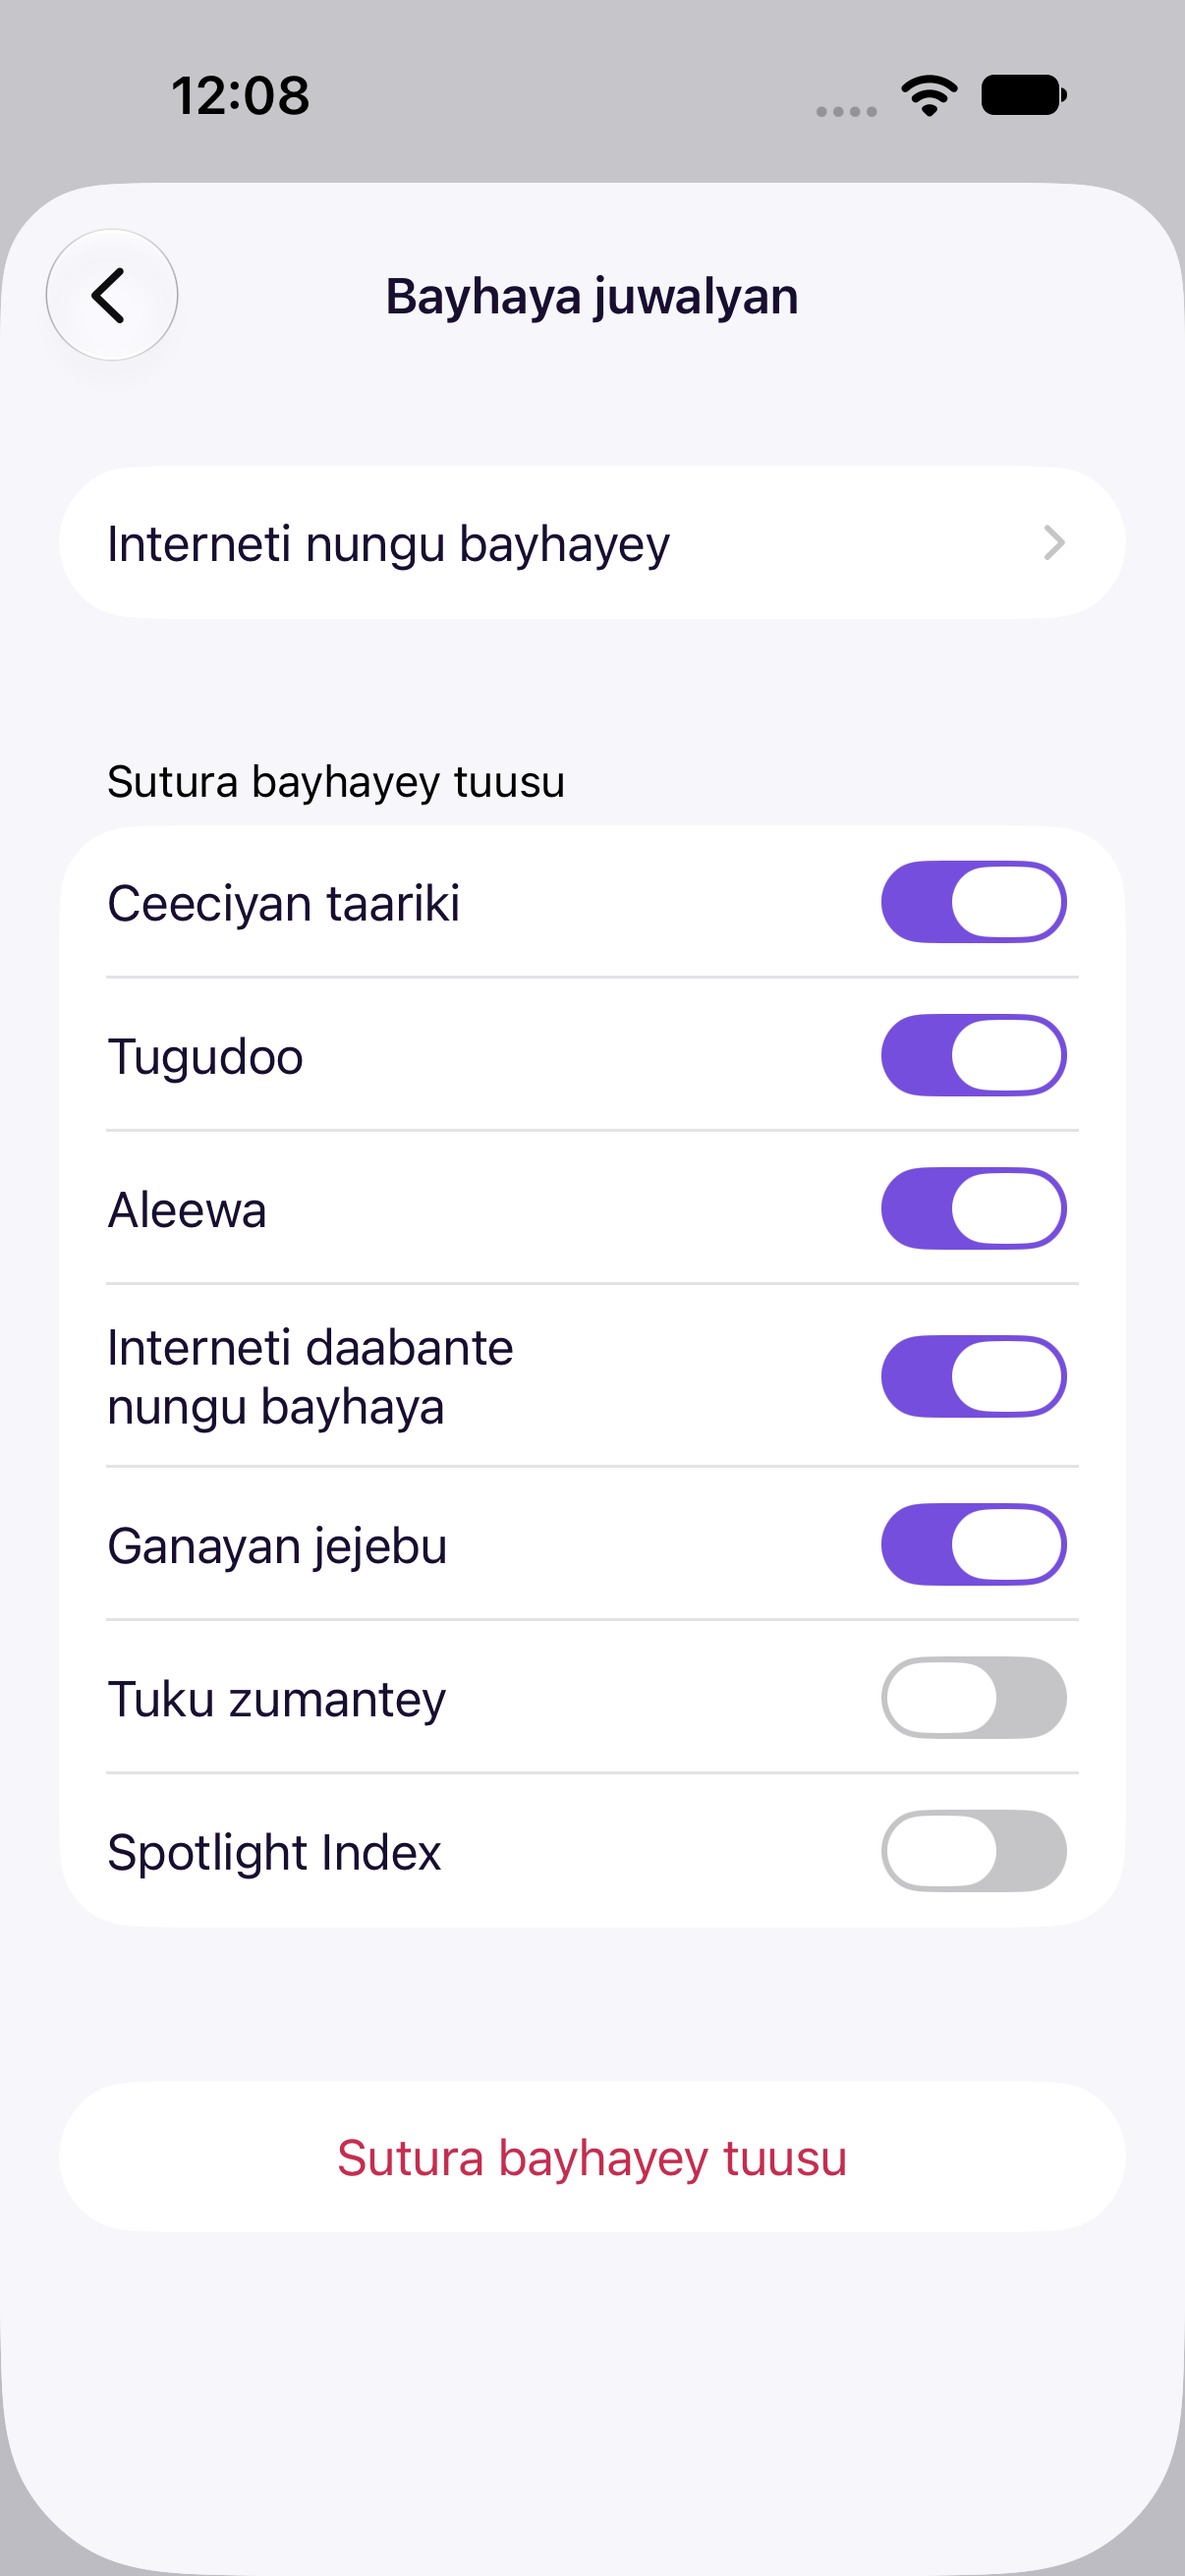 12:08
Bayhaya juwalyan
Interneti nungu bayhayey
Sutura bayhayey tuusu
Ceeciyan taariki
Tugudoo
Aleewa
Interneti daabante
nungu bayhaya
Ganayan jejebu
Tuku zumantey
Spotlight Index
Sutura bayhayey tuusu